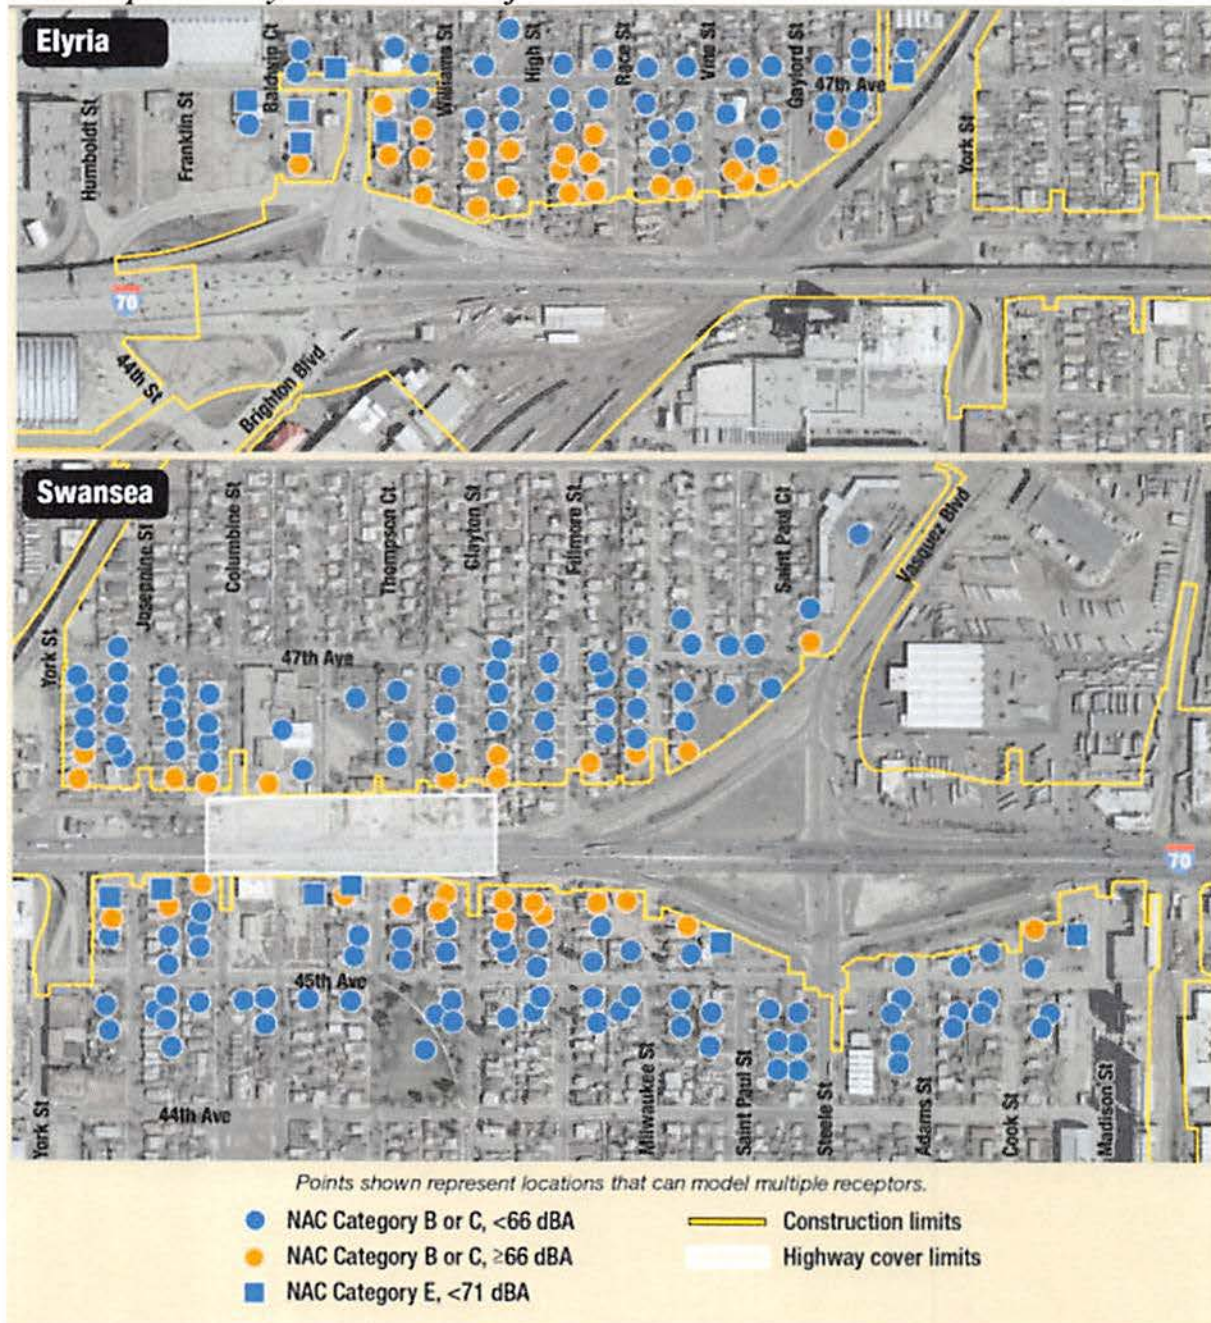 Elyria
Humboldt St
Franklin St
Baldwin Ct
Williams St
High St
Race St
Vine St
Gaylord St
47th Ave
York St
70
44th St
Brighton Blvd
Swansea
York St
Josephine St
Columbine St
Thompson Ct.
Clayton St
Fillmore St.
Saint Paul Ct
Vasquez Blvd
47th Ave
70
45th Ave
44th Ave
York St
Milwaukee St
Saint Paul St
Steele St
Adams St
Cook St
Madison St
Points shown represent locations that can model multiple receptors.
NAC Category B or C, <66 dBA
NAC Category B or C, ≥66 dBA
NAC Category E, <71 dBA
Construction limits
Highway cover limits